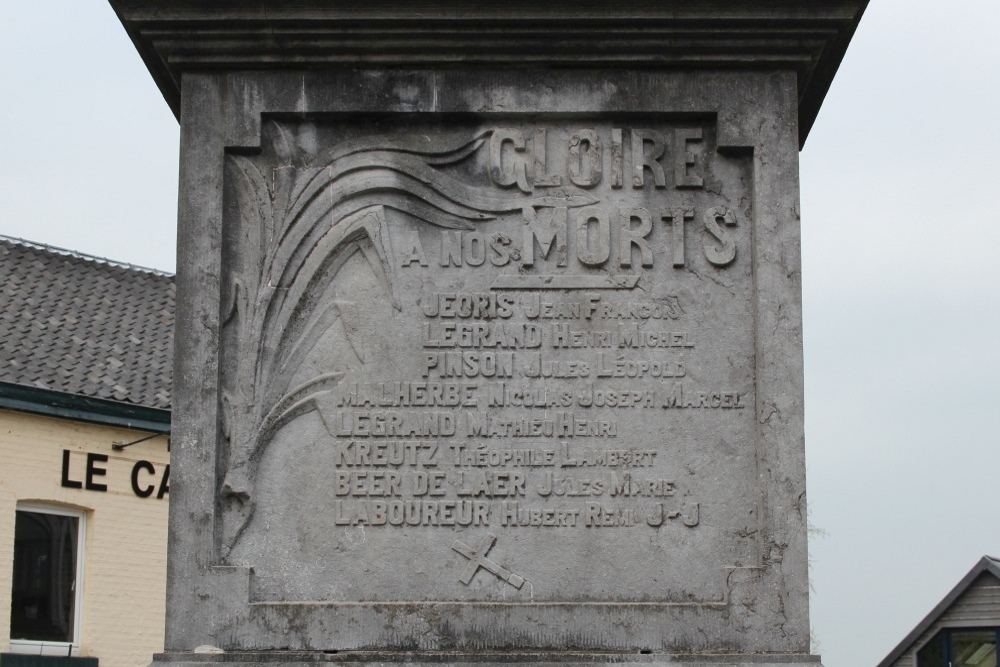 GLOIRE
A NOS MORTS
JEORIS JEAN FRANÇOIS
LEGRAND HENRI MICHEL
PINSON JULES LÉOPOLD
MALHERBE NICOLAS JOSEPH MARCEL
LEGRAND MATHIEU HENRI
KREUTZ THÉOPHILE LAMBERT
BEER DE LAER JULES MARIE
LABOUREUR HUBERT REMI J-J
LE CA